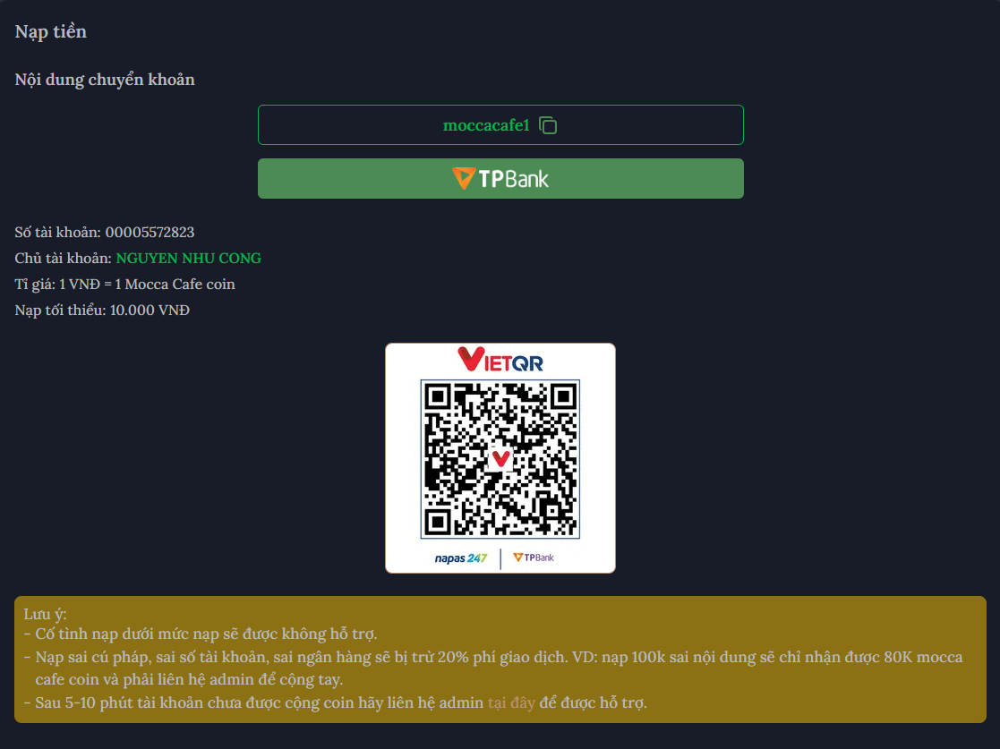 Nạp tiền
Nội dung chuyển khoản
moccacafe1
TPBank
Số tài khoản: 00005572823
Chủ tài khoản: NGUYEN NHU CONG
Tỉ giá: 1 VNĐ = 1 Mocca Cafe coin
Nạp tối thiểu: 10.000 VNĐ
VIETQR
napas 247 TPBank
Lưu ý:
- Cố tình nạp dưới mức nạp sẽ được không hỗ trợ.
- Nạp sai cú pháp, sai số tài khoản, sai ngân hàng sẽ bị trừ 20% phí giao dịch. VD: nạp 100k sai nội dung sẽ chỉ nhận được 80K mocca
cafe coin và phải liên hệ admin để cộng tay.
- Sau 5-10 phút tài khoản chưa được cộng coin hãy liên hệ admin tại đây để được hỗ trợ.